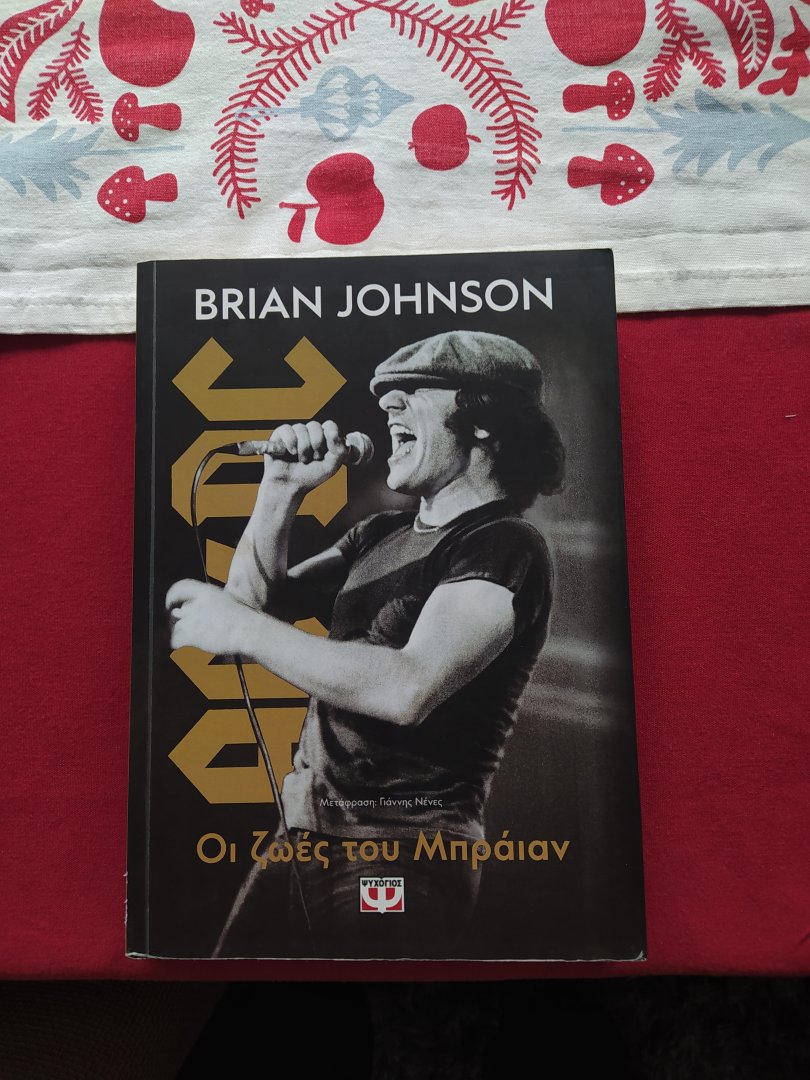 BRIAN JOHNSON
AC/DC
Μετάφραση: Γιάννης Νένες
Οι ζωές του Μπράιαν
ΨΥΧΟΓΙΟΣ